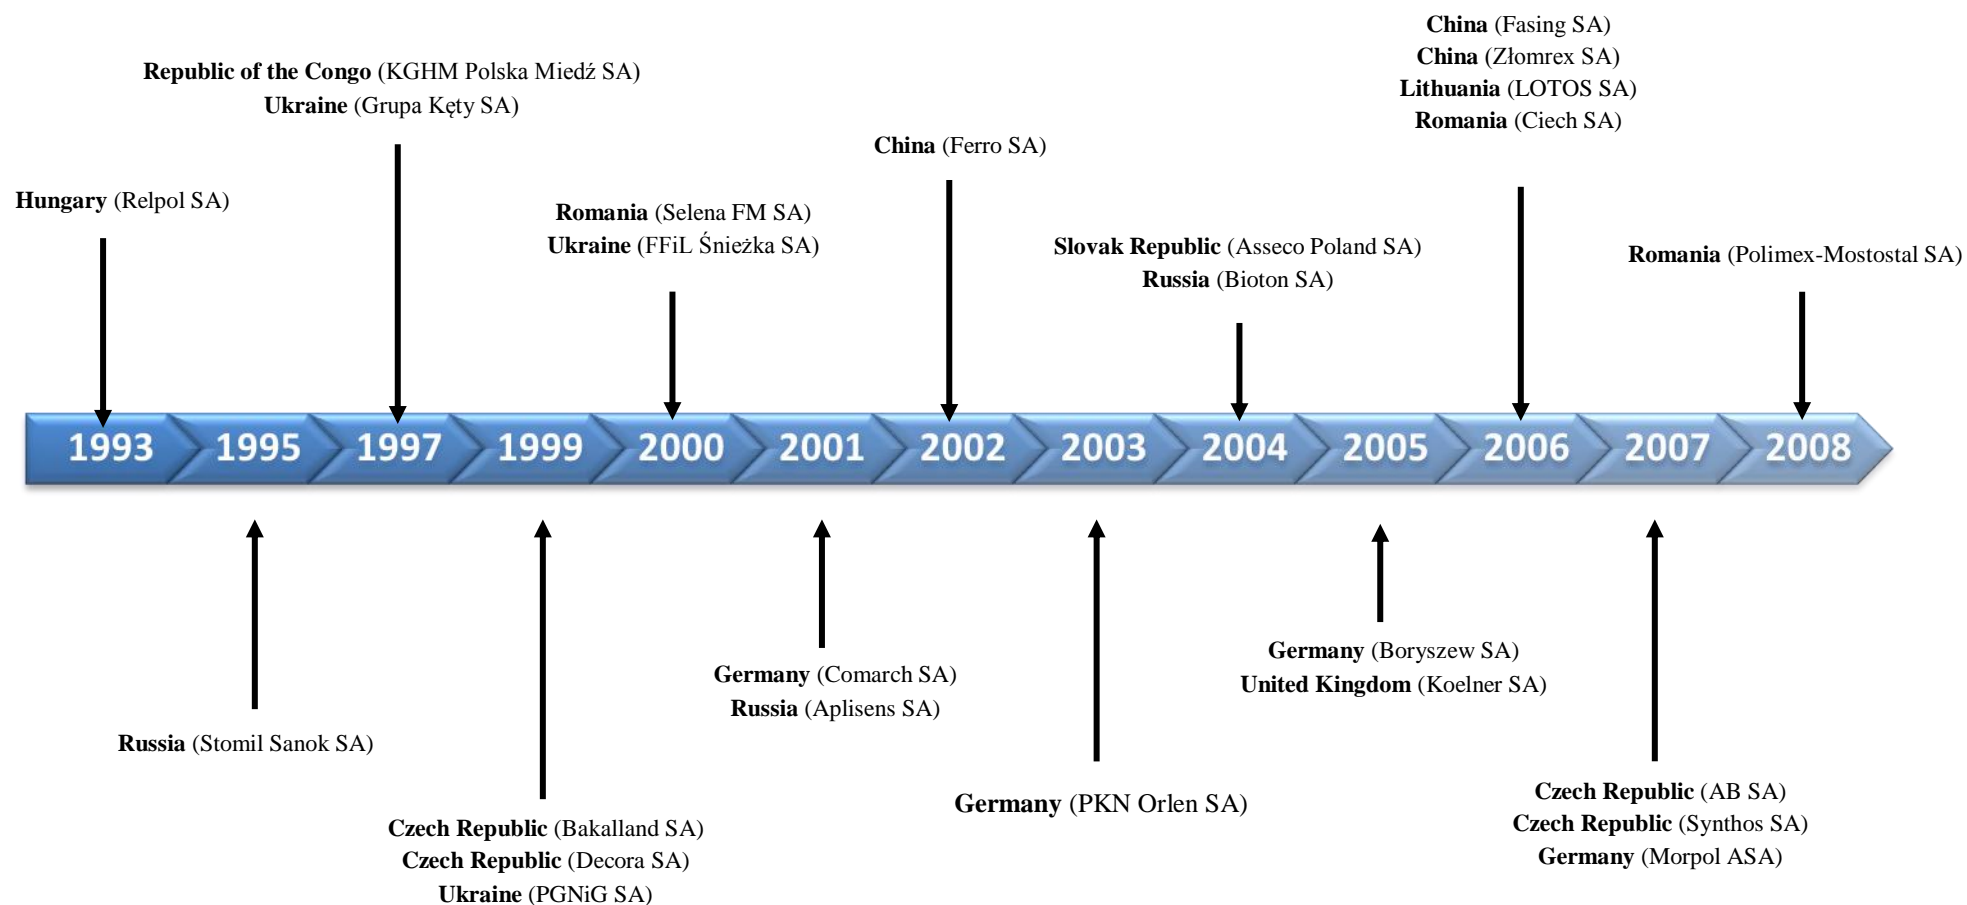 China (Fasing SA)
China (Złomrex SA)
Lithuania (LOTOS SA)
Romania (Ciech SA)
Republic of the Congo (KGHM Polska Miedź SA)
Ukraine (Grupa Kęty SA)
China (Ferro SA)
Hungary (Relpol SA)
Romania (Selena FM SA)
Ukraine (FFiL Śnieżka SA)
Slovak Republic (Asseco Poland SA)
Russia (Bioton SA)
Romania (Polimex-Mostostal SA)
1993 1995 1997 1999 2000 2001 2002 2003 2004 2005 2006 2007 2008
Russia (Stomil Sanok SA)
Czech Republic (Bakalland SA)
Czech Republic (Decora SA)
Ukraine (PGNiG SA)
Germany (Comarch SA)
Russia (Aplisens SA)
Germany (PKN Orlen SA)
Germany (Boryszew SA)
United Kingdom (Koelner SA)
Czech Republic (AB SA)
Czech Republic (Synthos SA)
Germany (Morpol ASA)